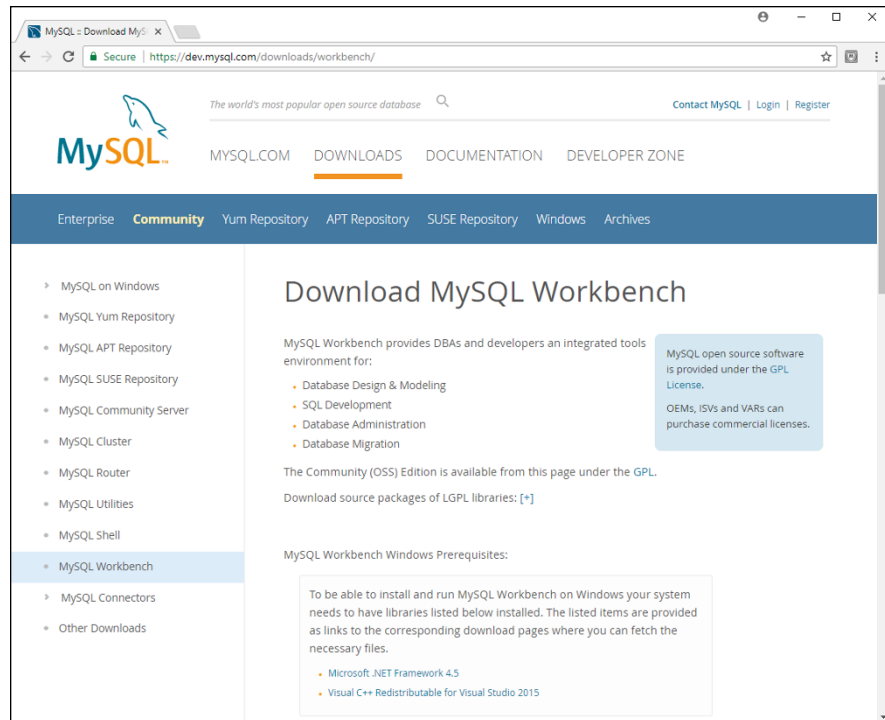 MySQL :: Download MyS
Secure | https://dev.mysql.com/downloads/workbench/
The world's most popular open source database
Contact MySQL | Login | Register
MySQL™
MYSQL.COM DOWNLOADS DOCUMENTATION DEVELOPER ZONE
Enterprise Community Yum Repository APT Repository SUSE Repository Windows Archives
MySQL on Windows
MySQL Yum Repository
MySQL APT Repository
MySQL SUSE Repository
MySQL Community Server
MySQL Cluster
MySQL Router
MySQL Utilities
MySQL Shell
MySQL Workbench
MySQL Connectors
Other Downloads
Download MySQL Workbench
MySQL Workbench provides DBAs and developers an integrated tools
environment for:
Database Design & Modeling
SQL Development
Database Administration
Database Migration
MySQL open source software
is provided under the GPL
License.
OEMs, ISVs and VARs can
purchase commercial licenses.
The Community (OSS) Edition is available from this page under the GPL.
Download source packages of LGPL libraries: [+]
MySQL Workbench Windows Prerequisites:
To be able to install and run MySQL Workbench on Windows your system
needs to have libraries listed below installed. The listed items are provided
as links to the corresponding download pages where you can fetch the
necessary files.
Microsoft .NET Framework 4.5
Visual C++ Redistributable for Visual Studio 2015